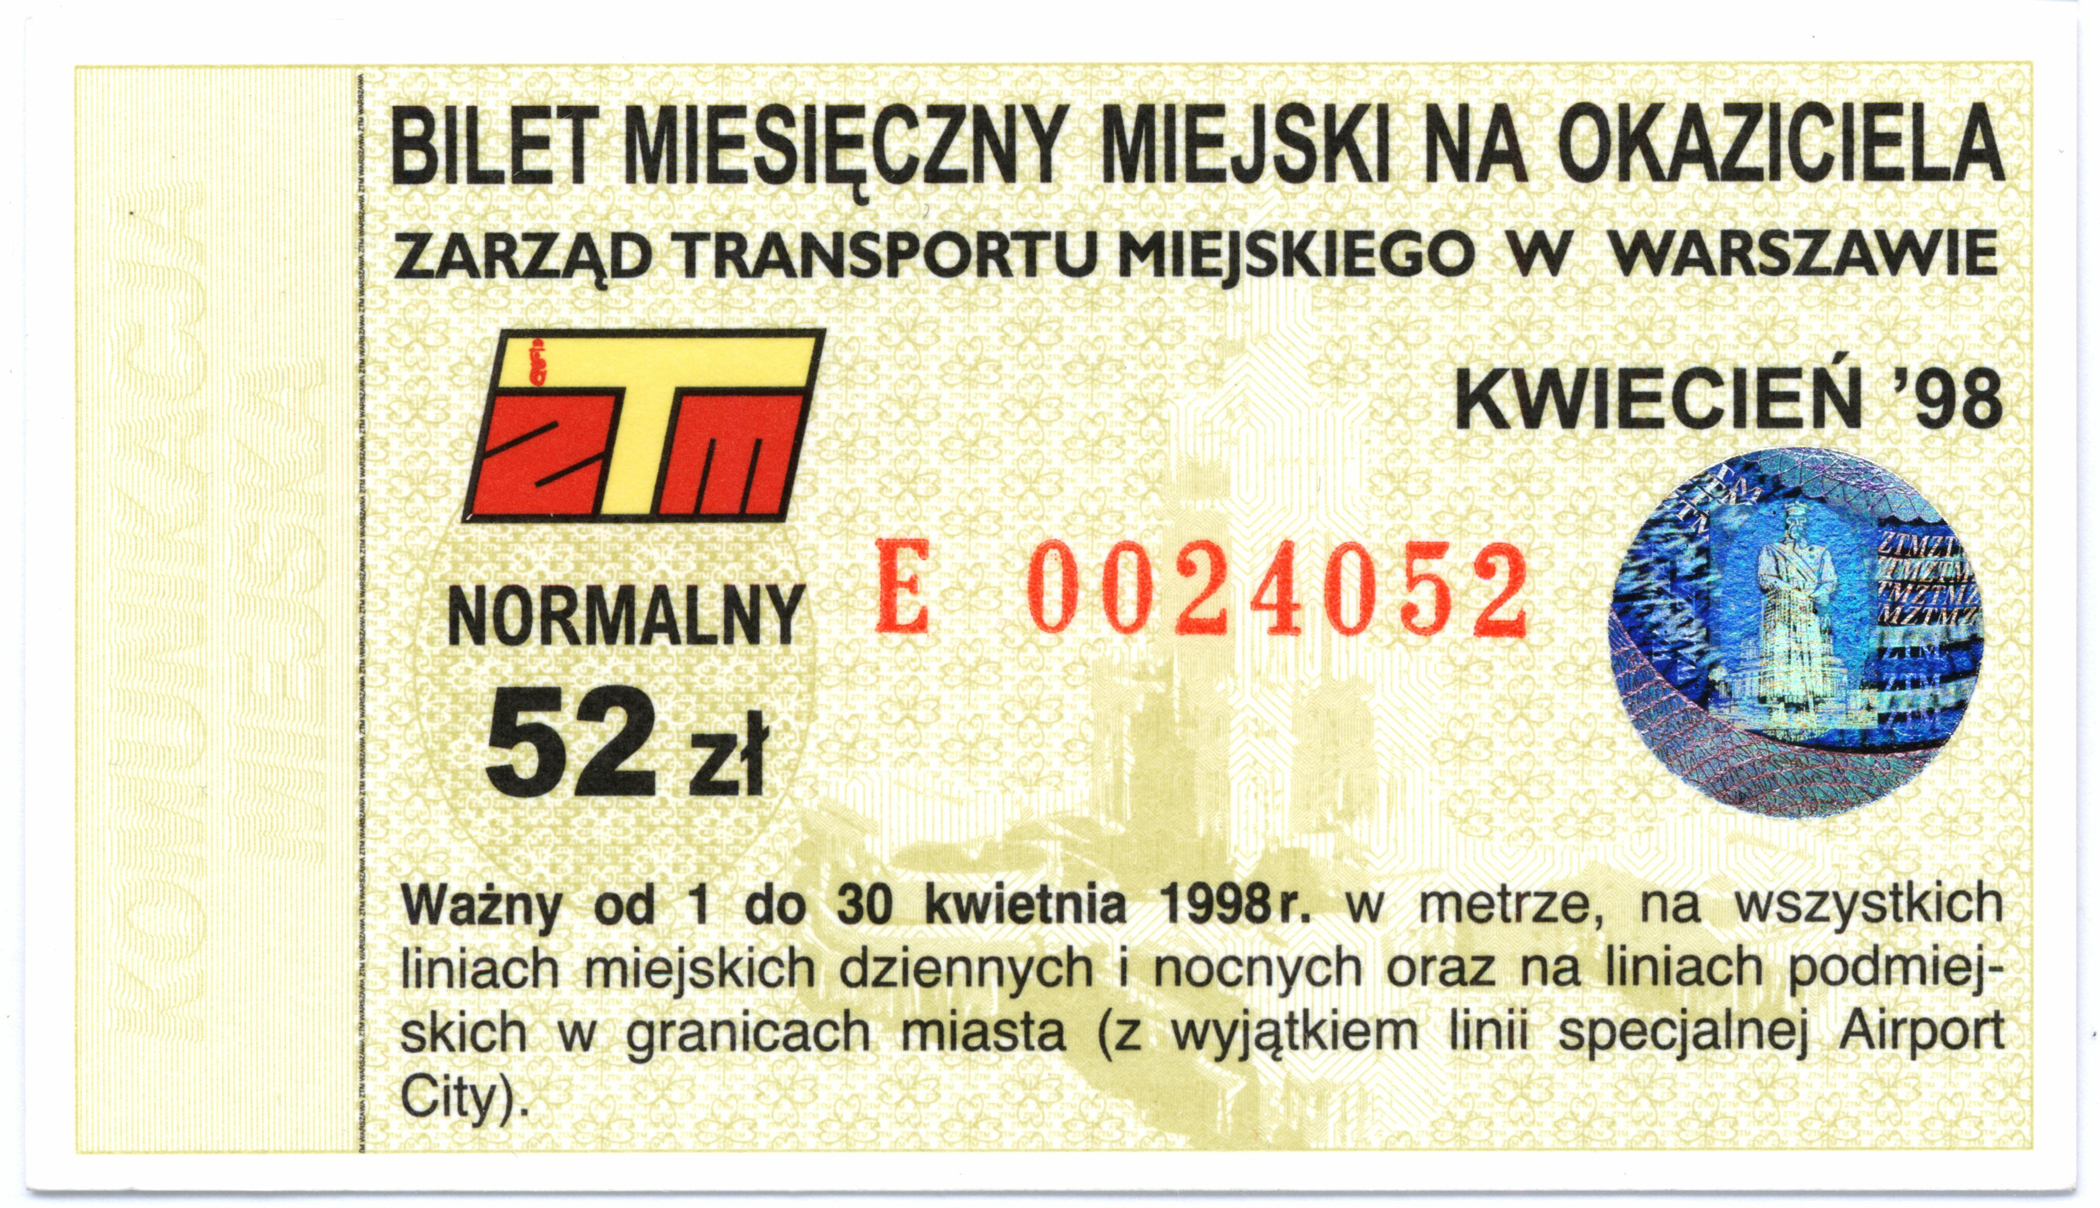 BILET MIESIĘCZNY MIEJSKI NA OKAZICIELA
ZARZĄD TRANSPORTU MIEJSKIEGO W WARSZAWIE
ZTM
KWIECIEŃ ’98
E 0024052
NORMALNY
52 zł
Ważny od 1 do 30 kwietnia 1998 r. w metrze, na wszystkich
liniach miejskich dziennych i nocnych oraz na liniach podmiej-
skich w granicach miasta (z wyjątkiem linii specjalnej Airport
City).
KOMUNIKACJA
MIEJSKA